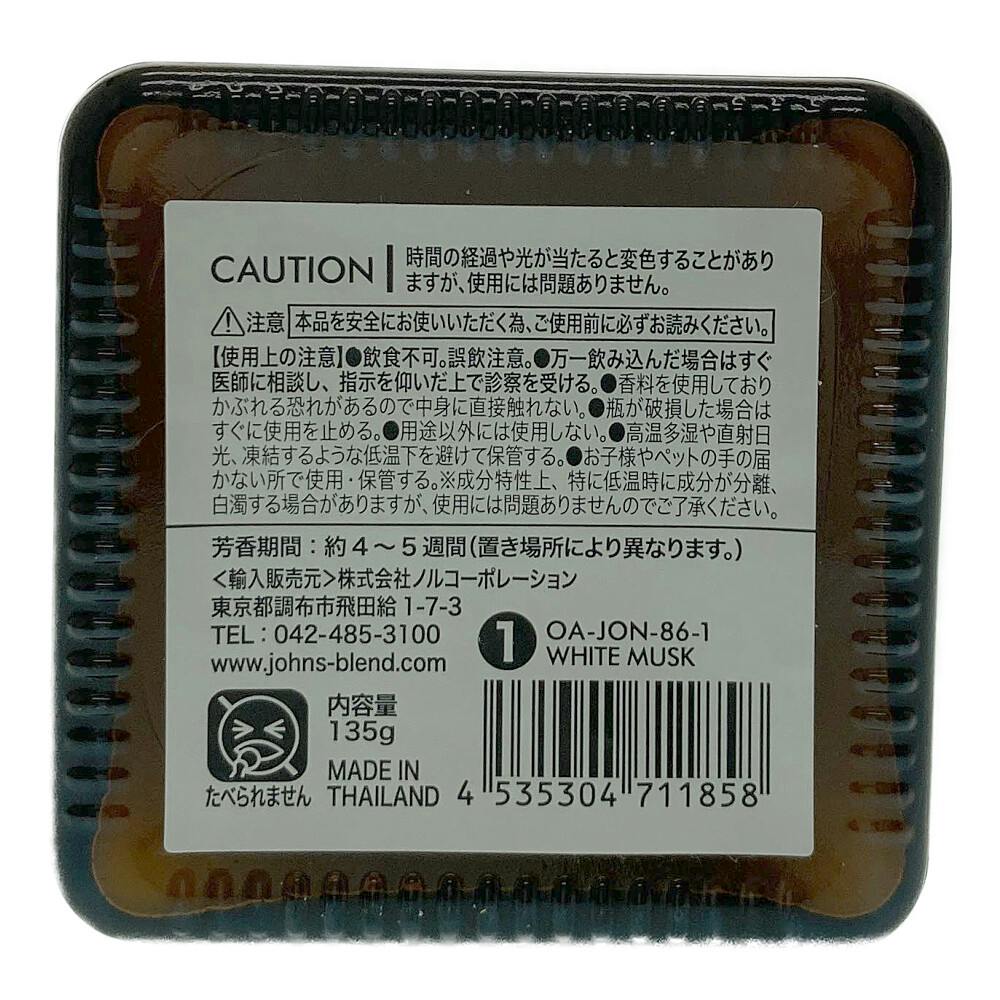 CAUTION
時間の経過や光が当たると変色することがあり
ますが、使用には問題ありません。
注意 本品を安全にお使いいただく為、ご使用前に必ずお読みください。
【使用上の注意】●飲食不可。誤飲注意。●万一飲み込んだ場合はすぐ
医師に相談し、指示を仰いだ上で診察を受ける。●香料を使用しており
かぶれる恐れがあるので中身に直接触れない。●瓶が破損した場合は
すぐに使用を止める。●用途以外には使用しない。●高温多湿や直射日
光、凍結するような低温下を避けて保管する。●お子様やペットの手の届
かない所で使用・保管する。※成分特性上、特に低温時に成分が分離、
白濁する場合がありますが、使用には問題ありませんのでご了承ください。
芳香期間：約4～5週間(置き場所により異なります。)
＜輸入販売元＞株式会社ノルコーポレーション
東京都調布市飛田給1-7-3
TEL：042-485-3100
www.johns-blend.com
1 OA-JON-86-1
WHITE MUSK
たべられません
内容量
135g
MADE IN
THAILAND
4 535304 711858